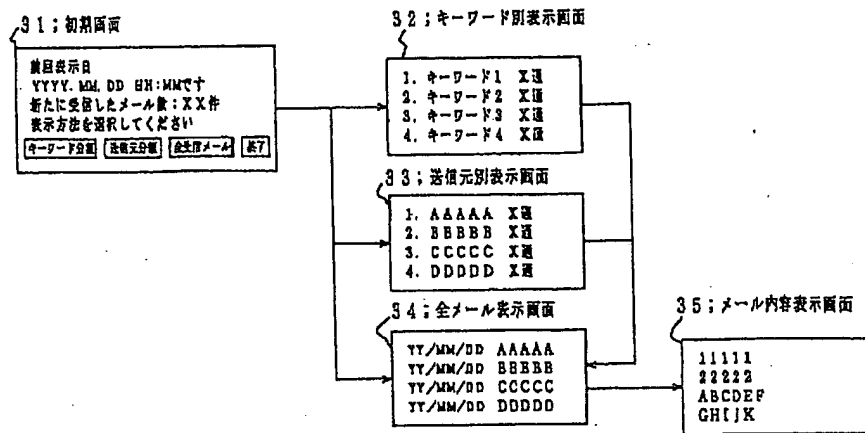 31;初期画面
前回表示日
YYYY.MM.DD HH:MMです
新たに受信したメール数:XX件
表示方法を選択してください
キーワード分類 送信元分類 全受信メール 終了
32;キーワード別表示画面
1. キーワード1 X通
2. キーワード2 X通
3. キーワード3 X通
4. キーワード4 X通
33;送信元別表示画面
1. AAAAA X通
2. BBBBB X通
3. CCCCC X通
4. DDDDD X通
34;全メール表示画面
YY/MM/DD AAAAA
YY/MM/DD BBBBB
YY/MM/DD CCCCC
YY/MM/DD DDDDD
35;メール内容表示画面
11111
22222
ABCDEF
GHIJK